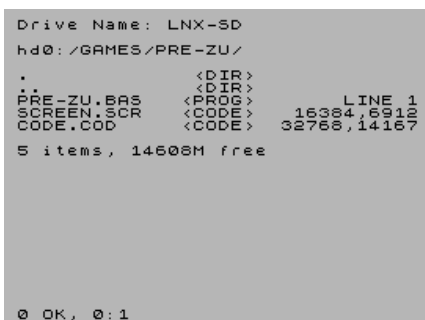 Drive Name: LNX-SD
hd0:/GAMES/PRE-ZU/
. <DIR>
.. <DIR>
PRE-ZU.BAS <PROG> LINE 1
SCREEN.SCR <CODE> 16384,6912
CODE.COD <CODE> 32768,14167
5 items, 14608M free
0 OK, 0:1